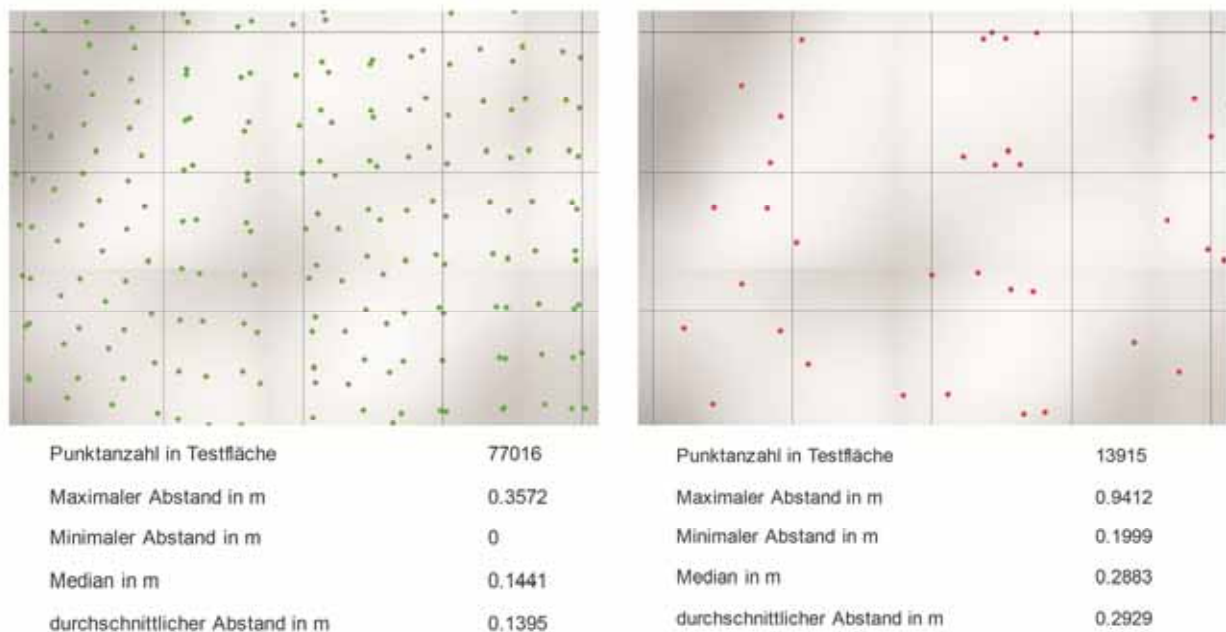 Punktanzahl in Testfläche 77016
Maximaler Abstand in m 0.3572
Minimaler Abstand in m 0
Median in m 0.1441
durchschnittlicher Abstand in m 0.1395
Punktanzahl in Testfläche 13915
Maximaler Abstand in m 0.9412
Minimaler Abstand in m 0.1999
Median in m 0.2883
durchschnittlicher Abstand in m 0.2929